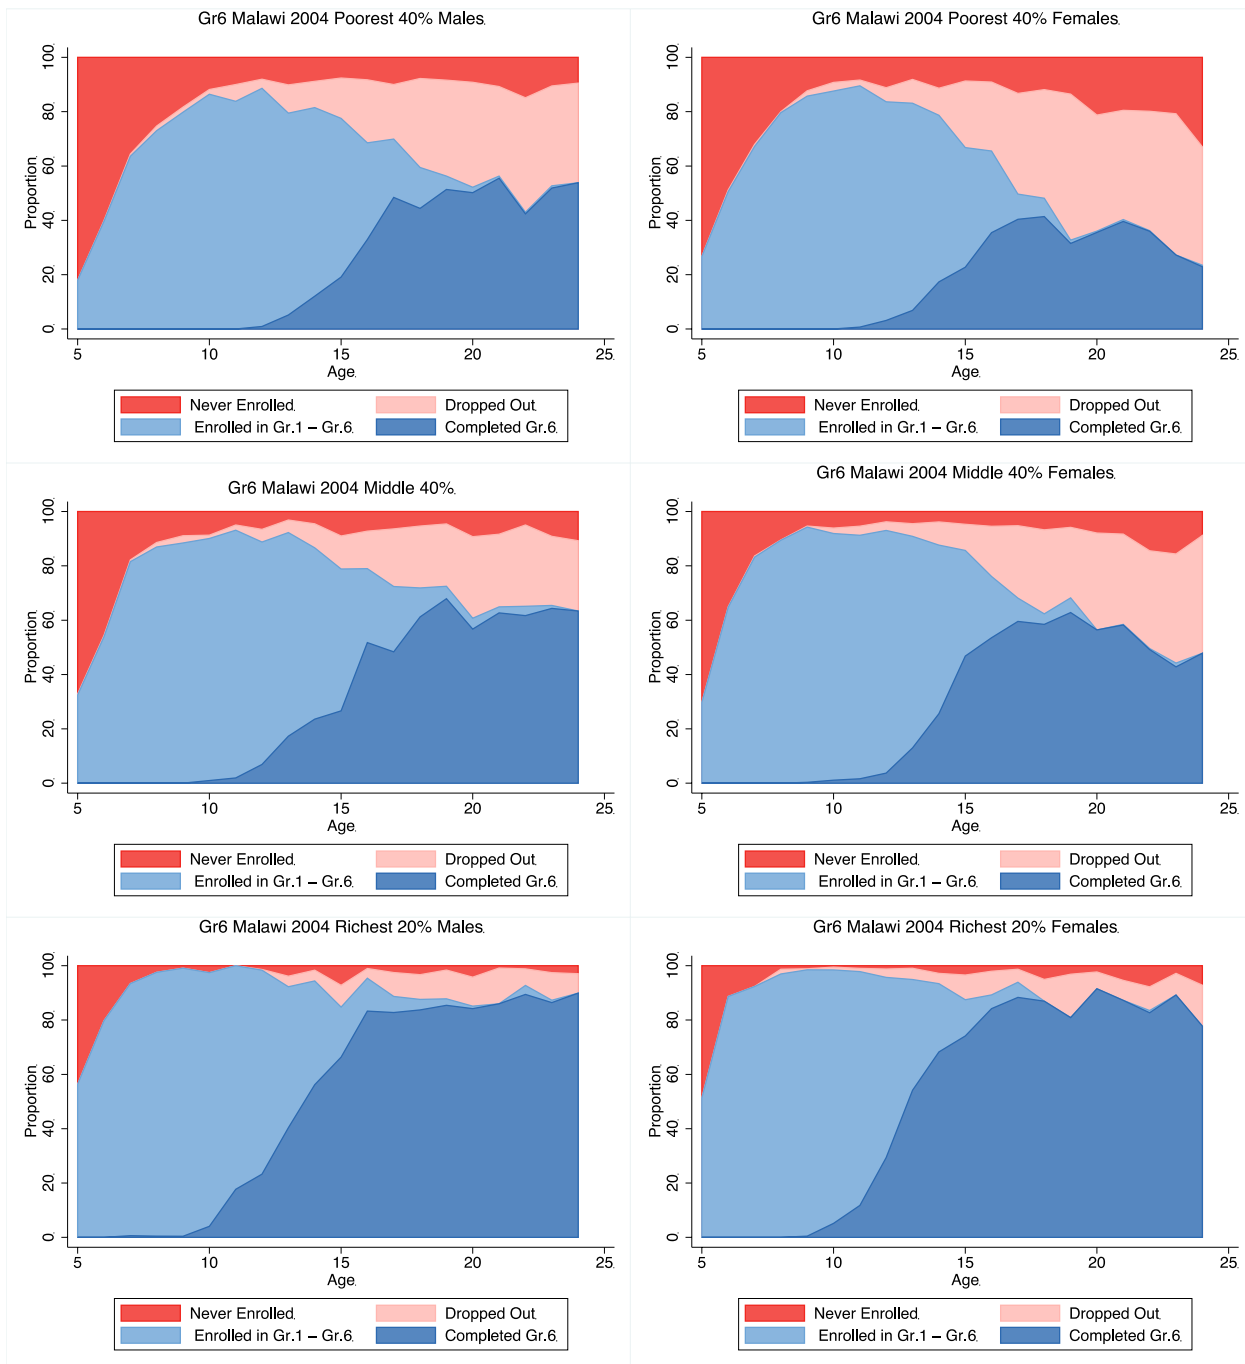 Gr6 Malawi 2004 Poorest 40% Males.
100.
80.
60.
40.
20.
0.
Proportion.
5
10
15
20
25.
Age.
Never Enrolled.
Dropped Out.
Enrolled in Gr.1 – Gr.6.
Completed Gr.6.
Gr6 Malawi 2004 Poorest 40% Females.
100.
80.
60.
40.
20.
0.
Proportion.
5
10
15
20
25.
Age.
Never Enrolled.
Dropped Out.
Enrolled in Gr.1 – Gr.6.
Completed Gr.6.
Gr6 Malawi 2004 Middle 40%.
100.
80.
60.
40.
20.
0.
Proportion.
5
10
15
20
25.
Age.
Never Enrolled.
Dropped Out.
Enrolled in Gr.1 – Gr.6.
Completed Gr.6.
Gr6 Malawi 2004 Middle 40% Females.
100.
80.
60.
40.
20.
0.
Proportion.
5
10
15
20
25.
Age.
Never Enrolled.
Dropped Out.
Enrolled in Gr.1 – Gr.6.
Completed Gr.6.
Gr6 Malawi 2004 Richest 20% Males.
100.
80.
60.
40.
20.
0.
Proportion.
5
10
15
20
25.
Age.
Never Enrolled.
Dropped Out.
Enrolled in Gr.1 – Gr.6.
Completed Gr.6.
Gr6 Malawi 2004 Richest 20% Females.
100.
80.
60.
40.
20.
0.
Proportion.
5
10
15
20
25.
Age.
Never Enrolled.
Dropped Out.
Enrolled in Gr.1 – Gr.6.
Completed Gr.6.